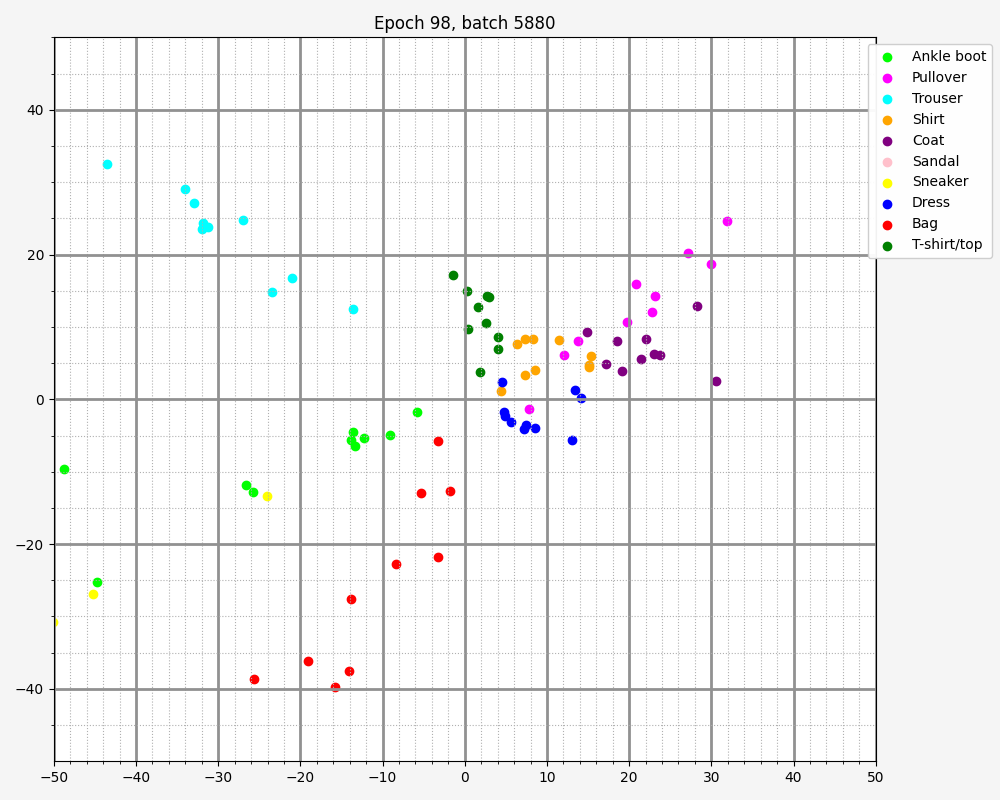 Epoch 98, batch 5880
Ankle boot
Pullover
Trouser
Shirt
Coat
Sandal
Sneaker
Dress
Bag
T-shirt/top
40
20
0
−20
−40
−50 −40 −30 −20 −10 0 10 20 30 40 50